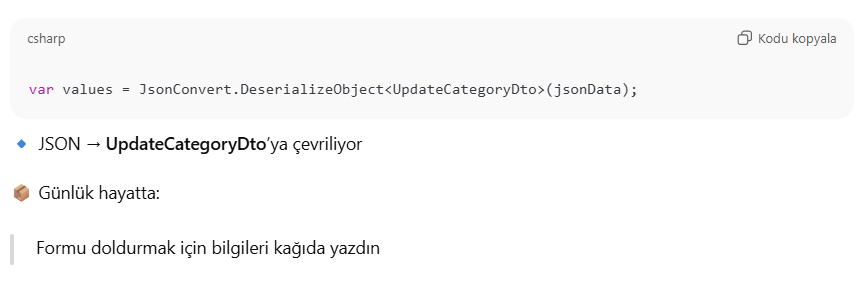 csharp
Kodu kopyala
var values = JsonConvert.DeserializeObject<UpdateCategoryDto>(jsonData);
JSON → UpdateCategoryDto'ya çevriliyor
Günlük hayatta:
Formu doldurmak için bilgileri kağıda yazdın